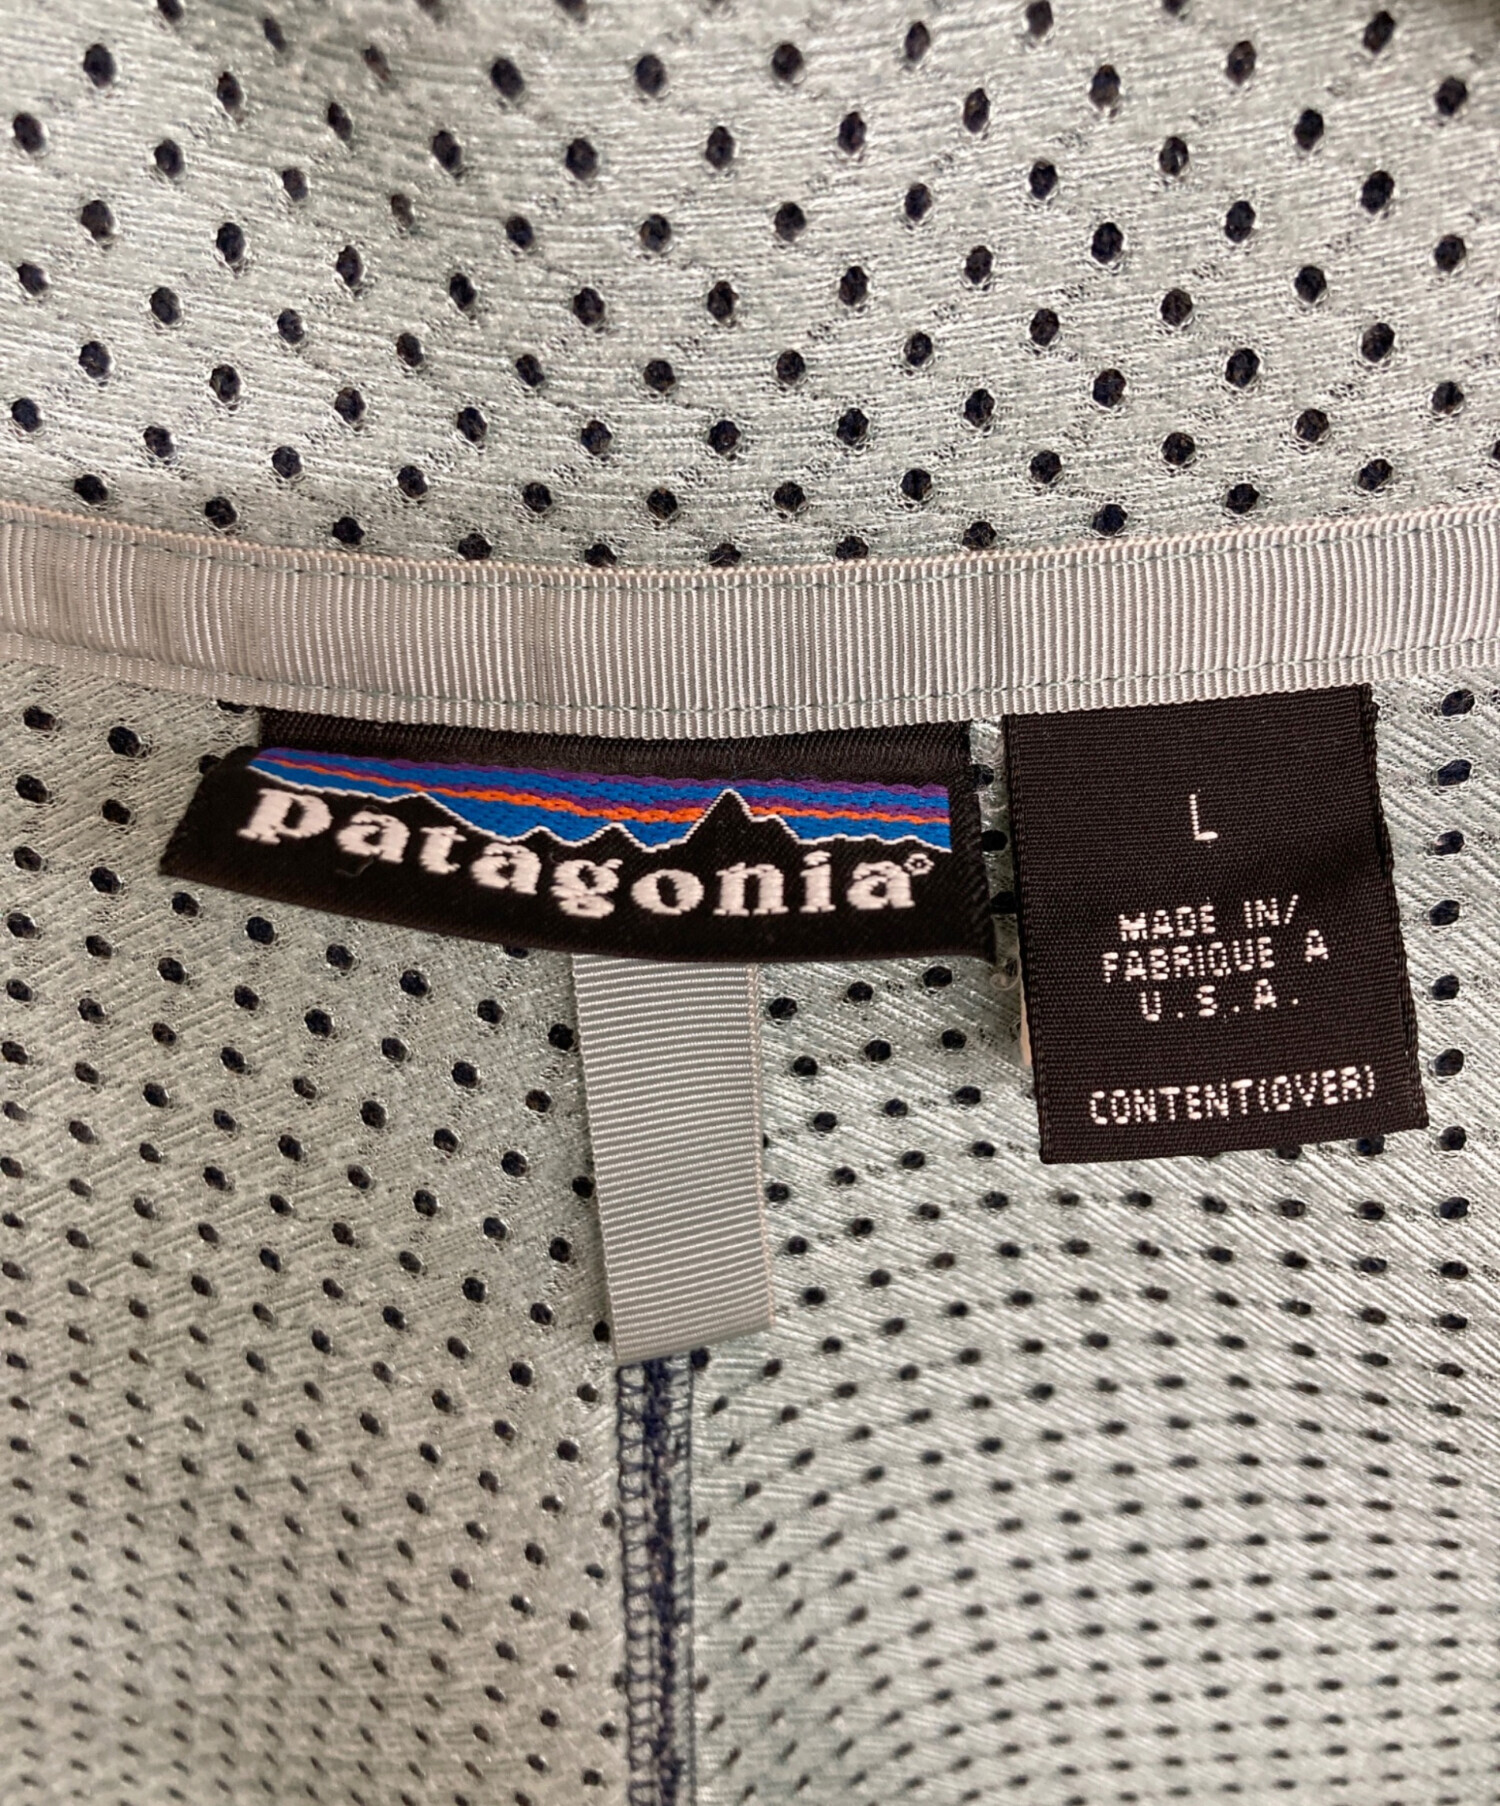 patagonia®
L
MADE IN/
FABRIQUE A
U.S.A.
CONTENT(OVER)